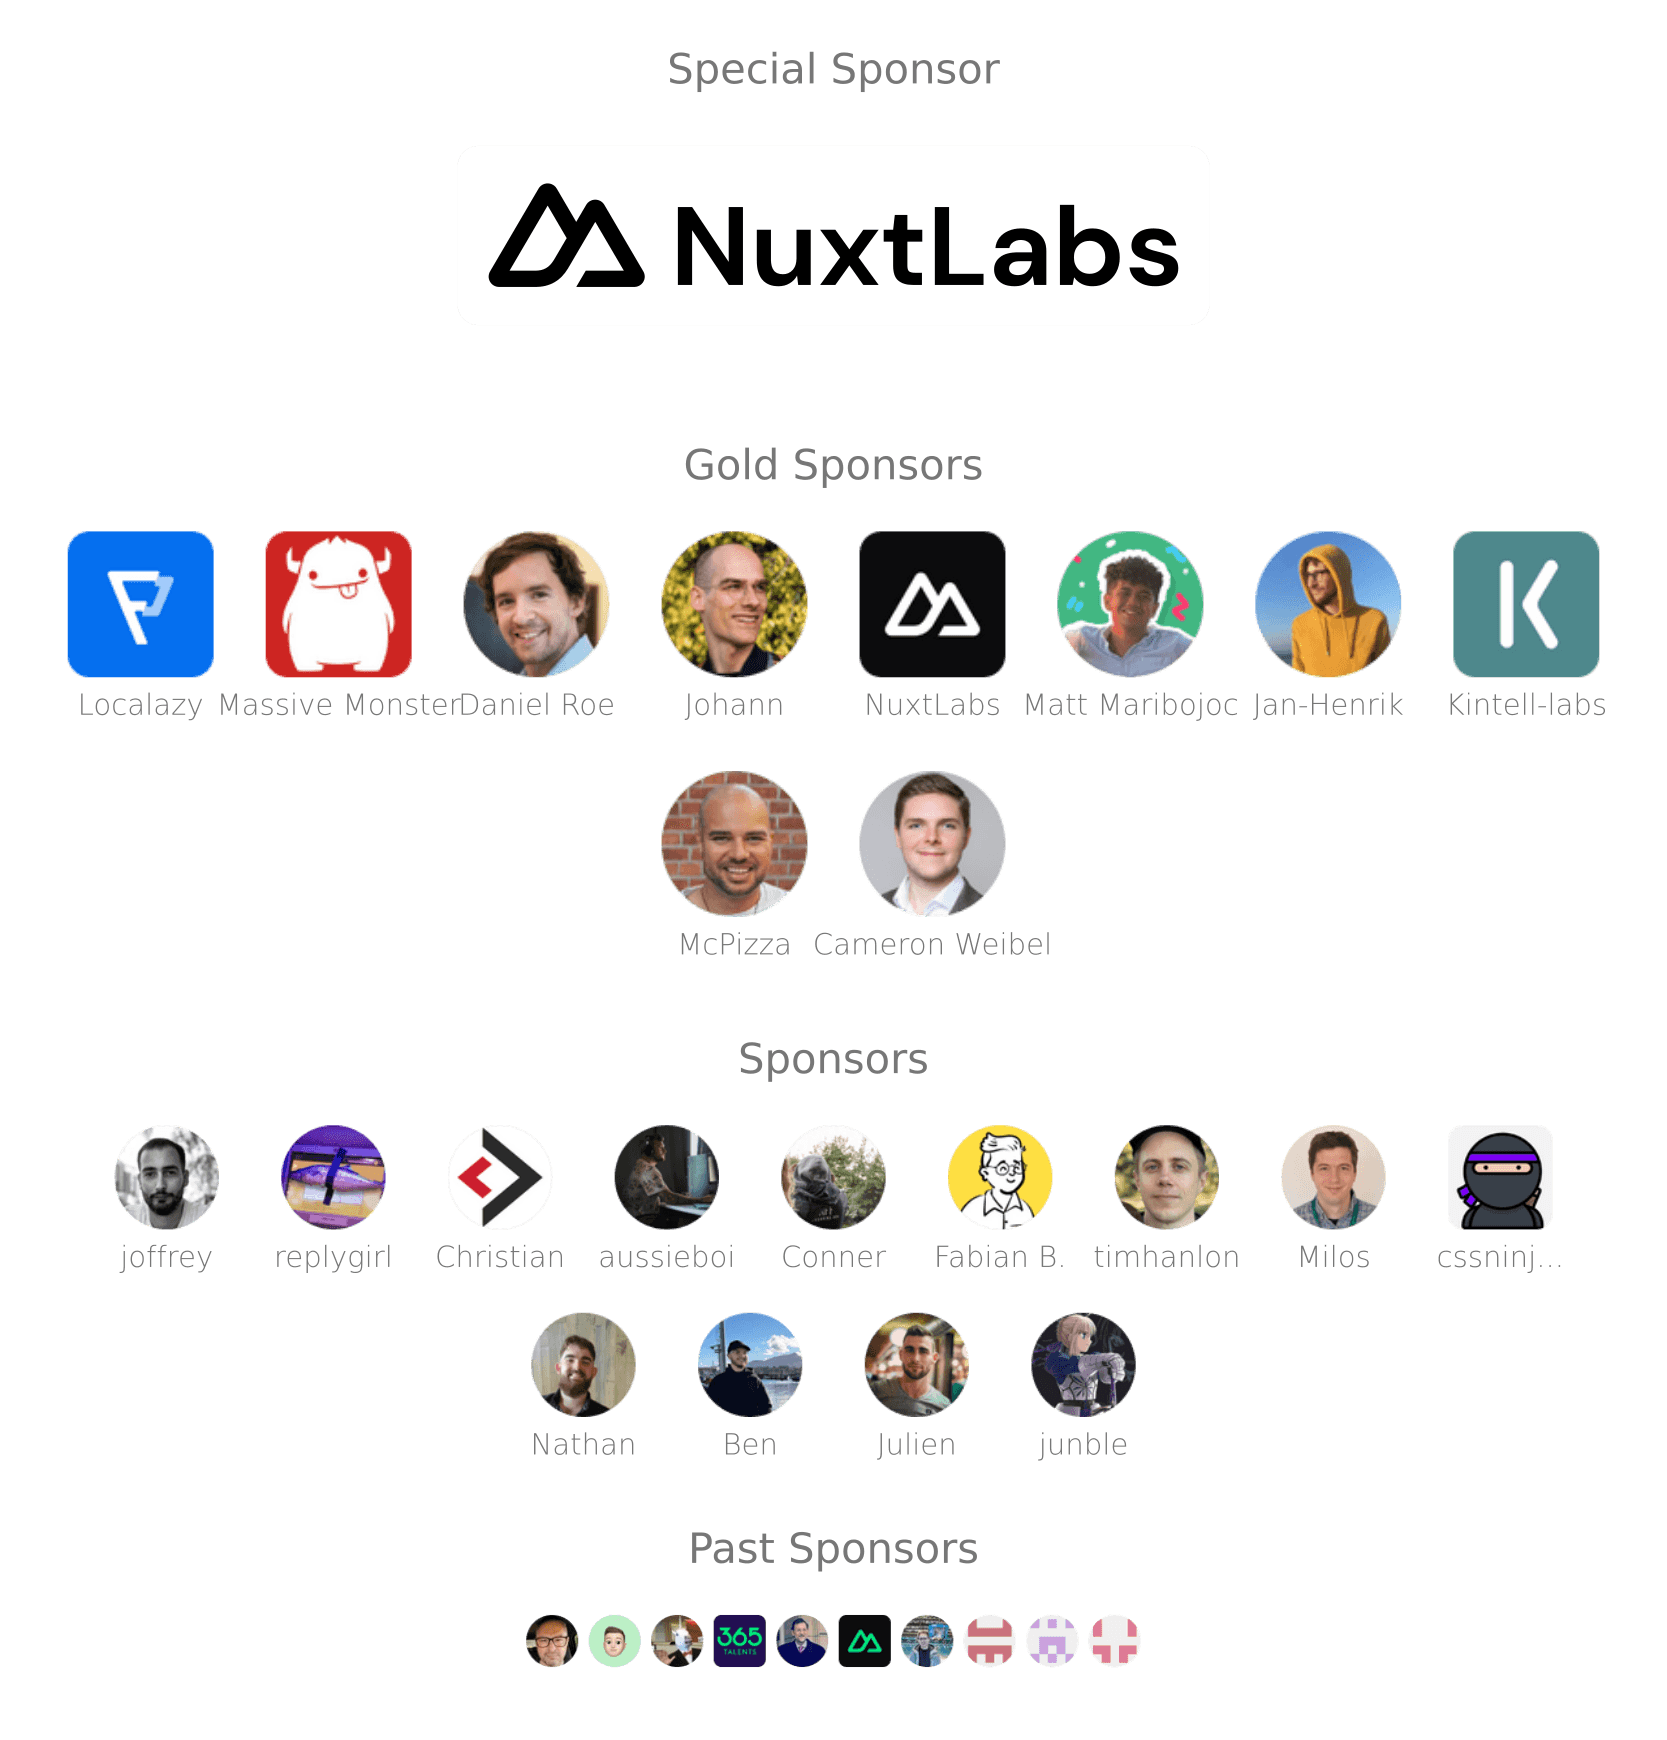 Special Sponsor
NuxtLabs
Gold Sponsors
Localazy Massive Monster Daniel Roe Johann NuxtLabs Matt Maribojoc Jan-Henrik Kintell-labs
McPizza Cameron Weibel
Sponsors
joffrey replygirl Christian aussieboi Conner Fabian B. timhanlon Milos cssninj...
Nathan Ben Julien junble
Past Sponsors
365
TALENTS